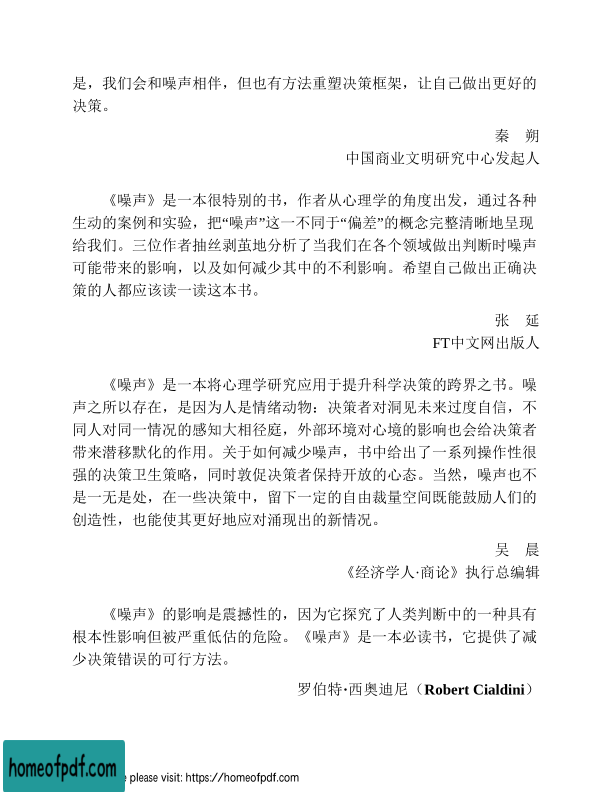 是，我们会和噪声相伴，但也有方法重塑决策框架，让自己做出更好的
决策。
秦　朔
中国商业文明研究中心发起人
《噪声》是一本很特别的书，作者从心理学的角度出发，通过各种
生动的案例和实验，把“噪声”这一不同于“偏差”的概念完整清晰地呈现
给我们。三位作者抽丝剥茧地分析了当我们在各个领域做出判断时噪声
可能带来的影响，以及如何减少其中的不利影响。希望自己做出正确决
策的人都应该读一读这本书。
张　延
FT中文网出版人
《噪声》是一本将心理学研究应用于提升科学决策的跨界之书。噪
声之所以存在，是因为人是情绪动物：决策者对洞见未来过度自信，不
同人对同一情况的感知大相径庭，外部环境对心境的影响也会给决策者
带来潜移默化的作用。关于如何减少噪声，书中给出了一系列操作性很
强的决策卫生策略，同时敦促决策者保持开放的心态。当然，噪声也不
是一无是处，在一些决策中，留下一定的自由裁量空间既能鼓励人们的
创造性，也能使其更好地应对涌现出的新情况。
吴　晨
《经济学人·商论》执行总编辑
《噪声》的影响是震撼性的，因为它探究了人类判断中的一种具有
根本性影响但被严重低估的危险。《噪声》是一本必读书，它提供了减
少决策错误的可行方法。
罗伯特·西奥迪尼（Robert Cialdini）
homeofpdf.com
please visit: https://homeofpdf.com